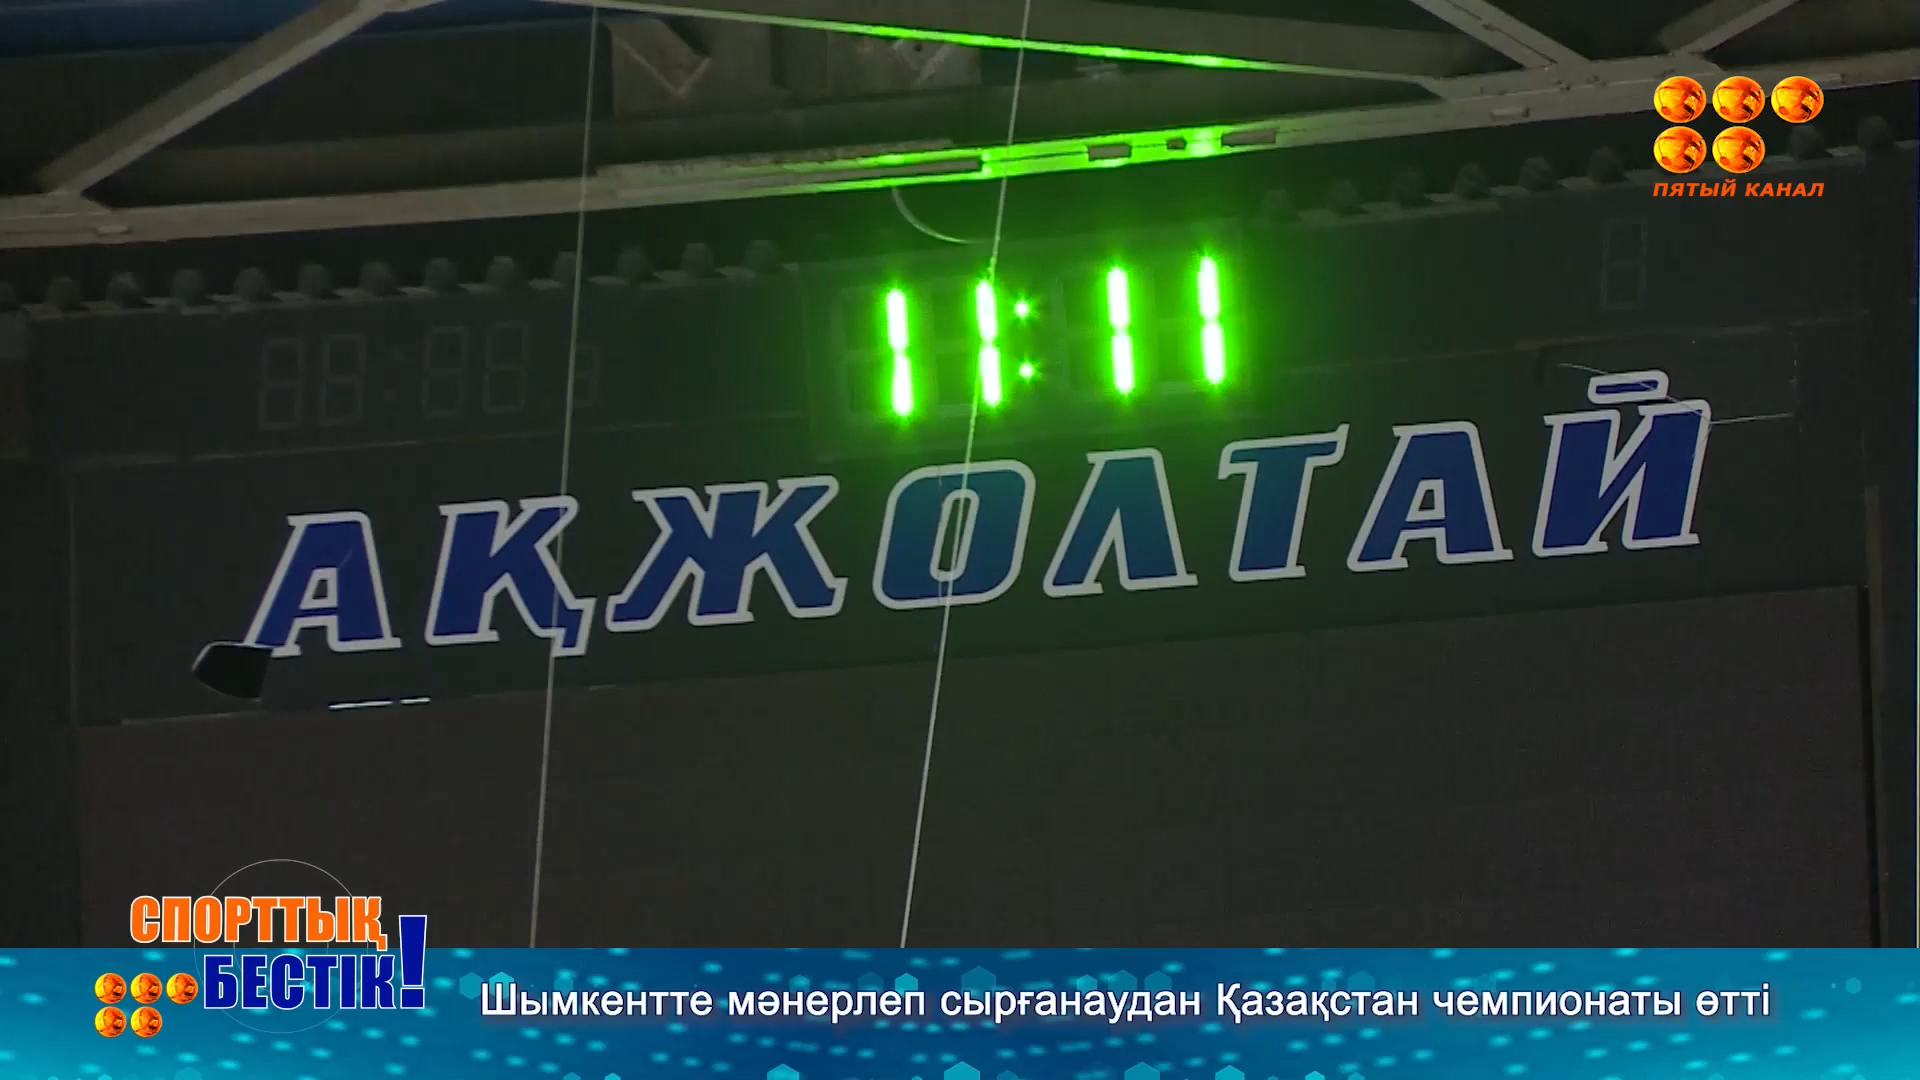 ПЯТЫЙ КАНАЛ
11:11
АҚЖОЛТАЙ
СПОРТТЫҚ
БЕСТІК!
Шымкентте мәнерлеп сырғанаудан Қазақстан чемпионаты өтті